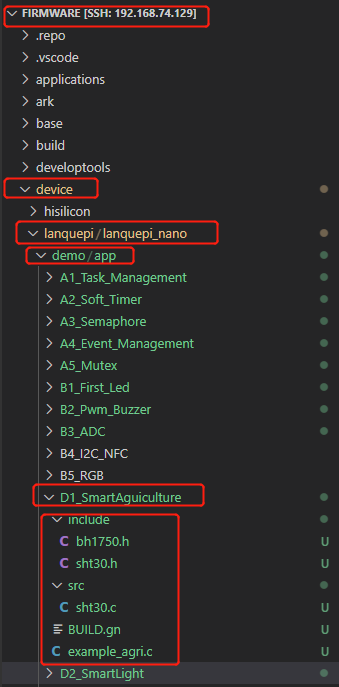 FIRMWARE [SSH: 192.168.74.129]
.repo
.vscode
applications
ark
base
build
developtools
device
hisilicon
lanquepi/lanquepi_nano
demo/app
A1_Task_Management
A2_Soft_Timer
A3_Semaphore
A4_Event_Management
A5_Mutex
B1_First_Led
B2_Pwm_Buzzer
B3_ADC
B4_I2C_NFC
B5_RGB
D1_SmartAguiculture
include
C bh1750.h U
C sht30.h U
src
C sht30.c U
BUILD.gn U
C example_agri.c U
D2_SmartLight